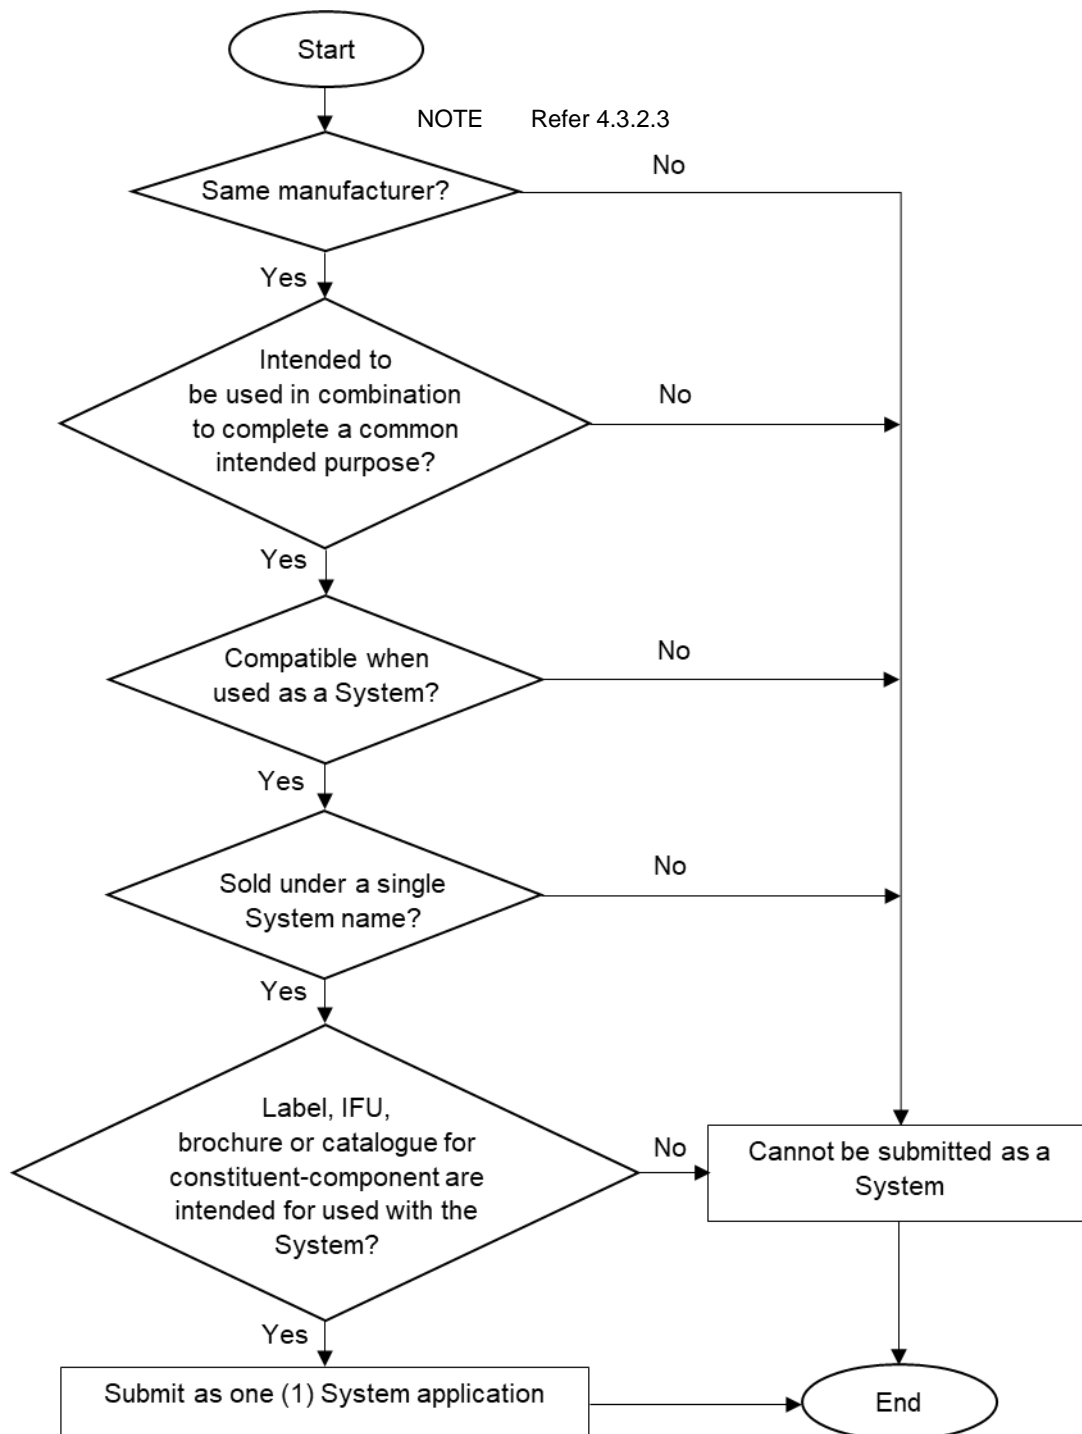 Start
NOTE Refer 4.3.2.3
Same manufacturer?
No
Yes
Intended to
be used in combination
to complete a common
intended purpose?
No
Yes
Compatible when
used as a System?
No
Yes
Sold under a single
System name?
No
Yes
Label, IFU,
brochure or catalogue for
constituent-component are
intended for used with the
System?
No
Cannot be submitted as a
System
Yes
Submit as one (1) System application
End